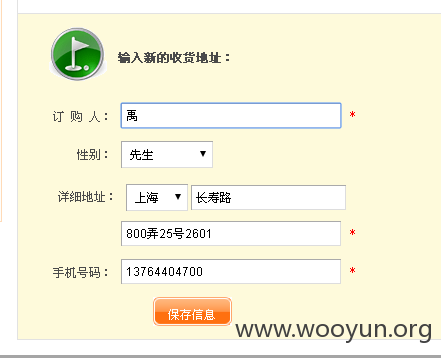 输入新的收货地址：
订 购 人： 禹 *
性别： 先生
详细地址： 上海 长寿路
800弄25号2601 *
手机号码： 13764404700 *
保存信息
www.wooyun.org